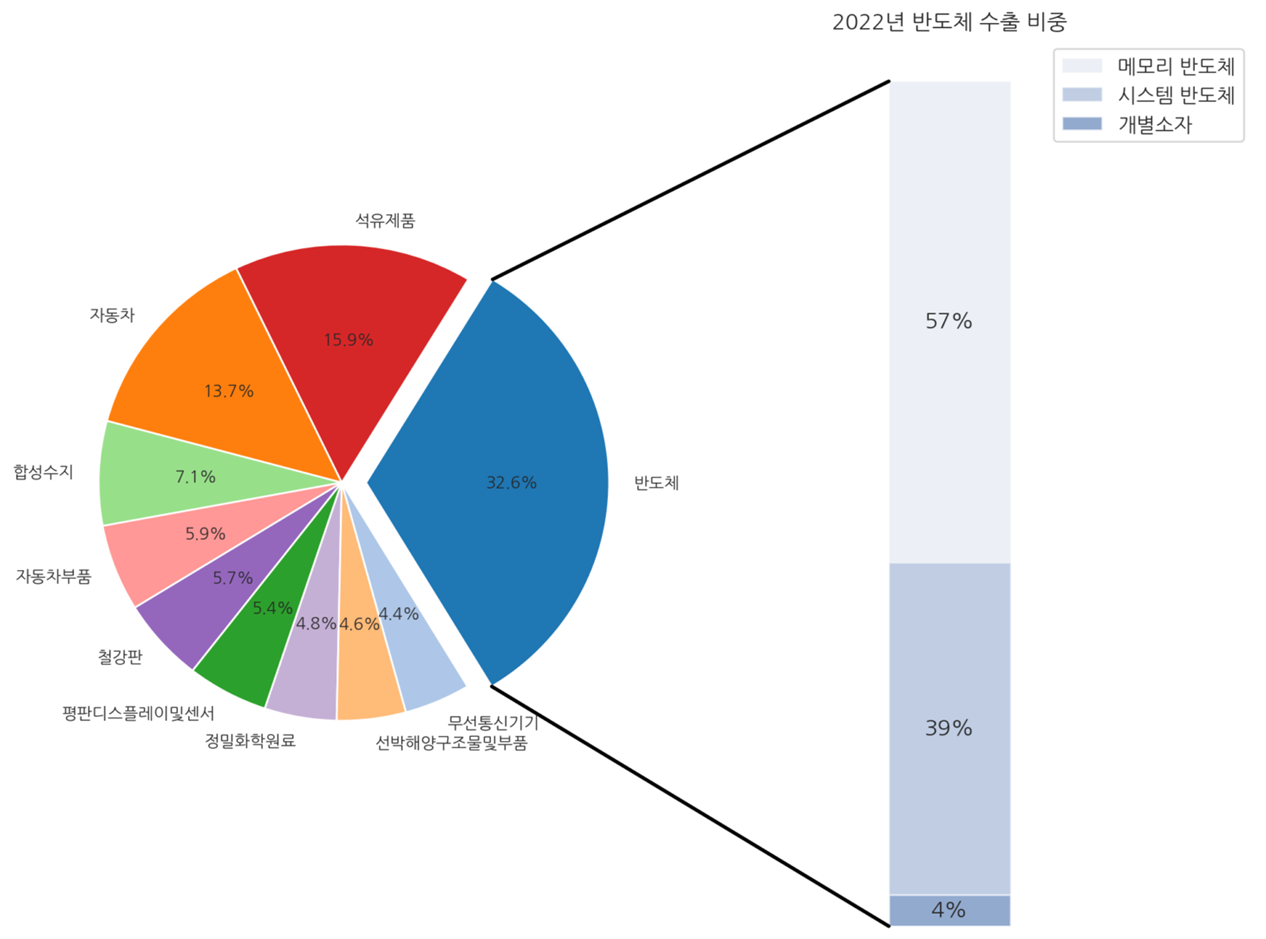 2022년 반도체 수출 비중
메모리 반도체
시스템 반도체
개별소자
석유제품
15.9%
자동차
13.7%
합성수지
7.1%
자동차부품
5.9%
철강판
5.7%
평판디스플레이및센서
5.4%
정밀화학원료
4.8%
선박해양구조물및부품
4.6%
무선통신기기
4.4%
반도체
32.6%
57%
39%
4%